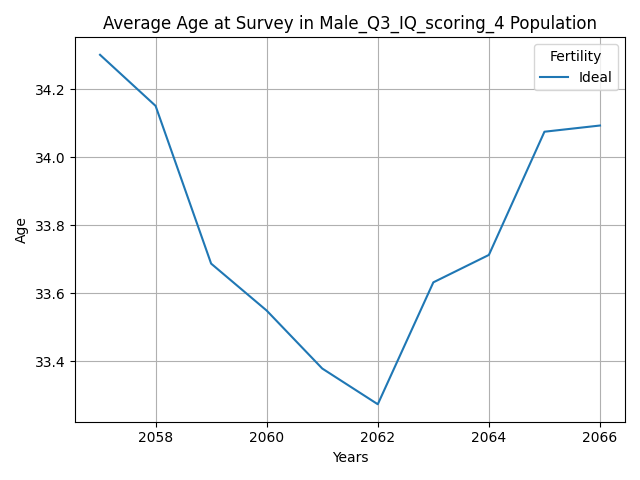 Average Age at Survey in Male_Q3_IQ_scoring_4 Population
Fertility
Ideal
34.2
34.0
33.8
33.6
33.4
Age
2058 2060 2062 2064 2066
Years